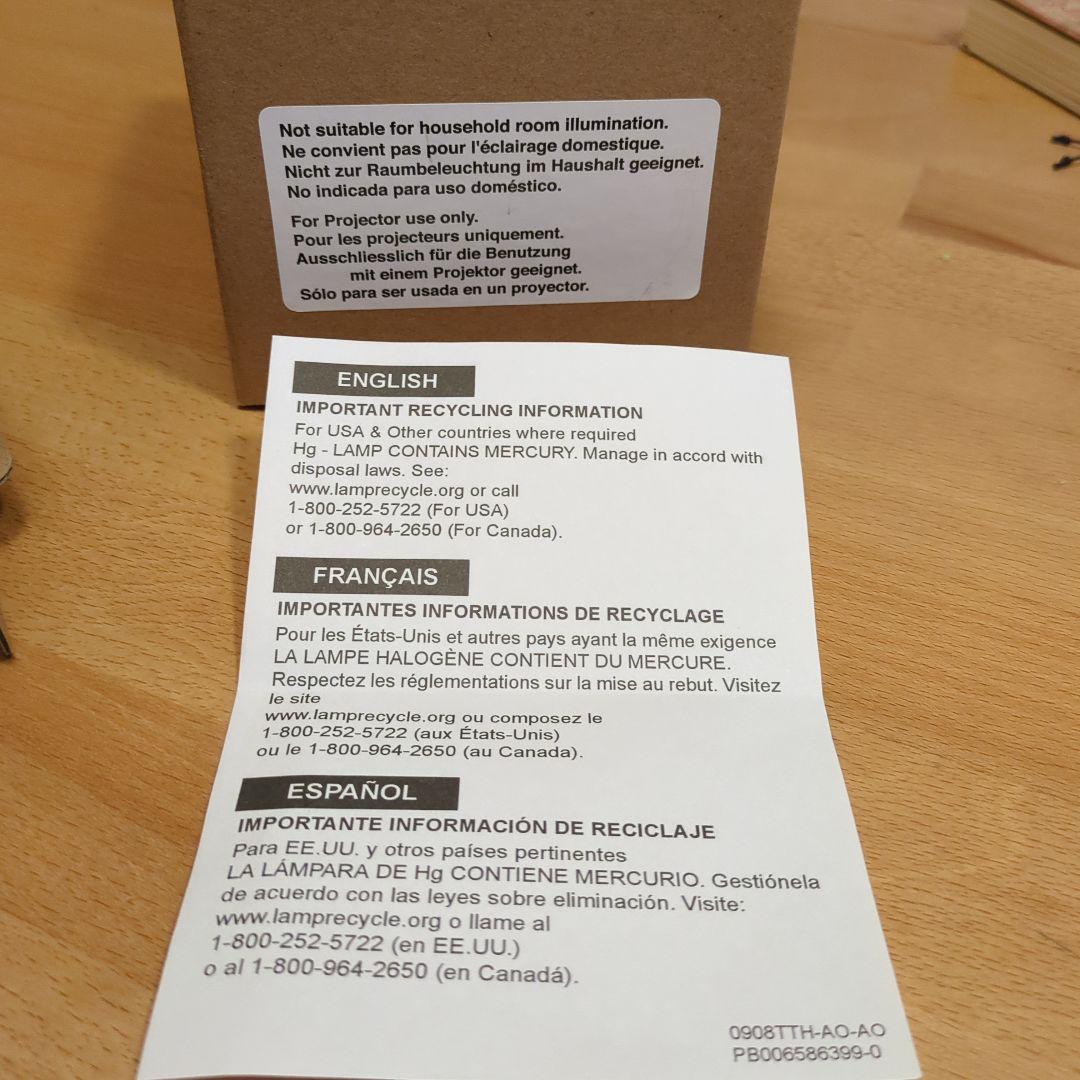 Not suitable for household room illumination.
Ne convient pas pour l'éclairage domestique.
Nicht zur Raumbeleuchtung im Haushalt geeignet.
No indicada para uso doméstico.
For Projector use only.
Pour les projecteurs uniquement.
Ausschliesslich für die Benutzung
mit einem Projektor geeignet.
Sólo para ser usada en un proyector.
ENGLISH
IMPORTANT RECYCLING INFORMATION
For USA & Other countries where required
Hg - LAMP CONTAINS MERCURY. Manage in accord with
disposal laws. See:
www.lamprecycle.org or call
1-800-252-5722 (For USA)
or 1-800-964-2650 (For Canada).
FRANÇAIS
IMPORTANTES INFORMATIONS DE RECYCLAGE
Pour les États-Unis et autres pays ayant la même exigence
LA LAMPE HALOGÈNE CONTIENT DU MERCURE.
Respectez les réglementations sur la mise au rebut. Visitez
le site
www.lamprecycle.org ou composez le
1-800-252-5722 (aux États-Unis)
ou le 1-800-964-2650 (au Canada).
ESPAÑOL
IMPORTANTE INFORMACIÓN DE RECICLAJE
Para EE.UU. y otros países pertinentes
LA LÁMPARA DE Hg CONTIENE MERCURIO. Gestiónela
de acuerdo con las leyes sobre eliminación. Visite:
www.lamprecycle.org o llame al
1-800-252-5722 (en EE.UU.)
o al 1-800-964-2650 (en Canadá).
0908TTH-AO-AO
PB006586399-0